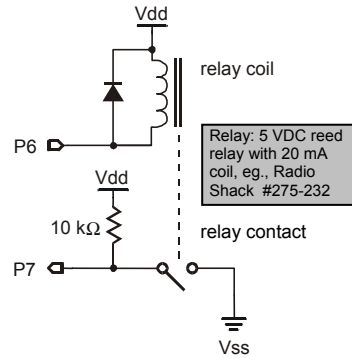 Vdd
relay coil
P6
Relay: 5 VDC reed
relay with 20 mA
coil, eg., Radio
Shack #275-232
Vdd
10 kΩ
relay contact
P7
Vss